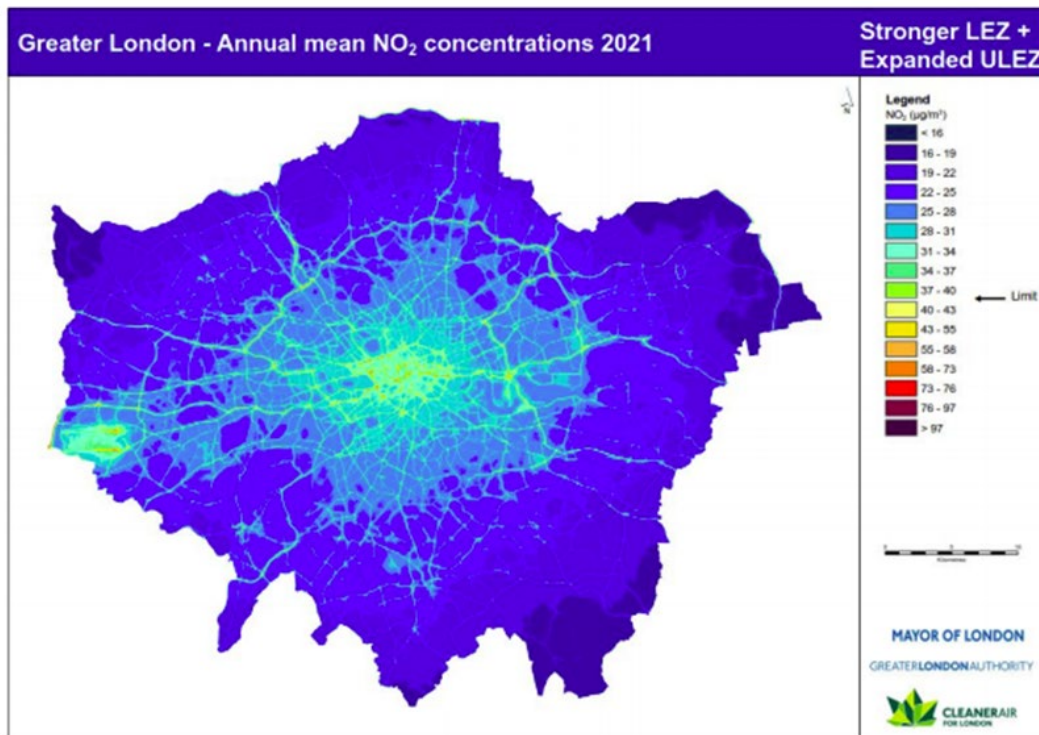 Greater London - Annual mean NO₂ concentrations 2021
Stronger LEZ +
Expanded ULEZ
Legend
NO₂ (µg/m³)
< 16
16 - 19
19 - 22
22 - 25
25 - 28
28 - 31
31 - 34
34 - 37
37 - 40
40 - 43
43 - 55
55 - 58
58 - 73
73 - 76
76 - 97
> 97
Limit
Kilometres
MAYOR OF LONDON
GREATERLONDONAUTHORITY
CLEANERAIR
FOR LONDON